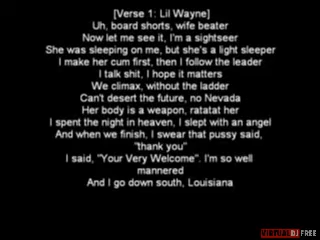 [Verse 1: Lil Wayne]
Uh, board shorts, wife beater
Now let me see it, I'm a sightseer
She was sleeping on me, but she's a light sleeper
I make her cum first, then I follow the leader
I talk shit, I hope it matters
We climax, without the ladder
Can't desert the future, no Nevada
Her body is a weapon, ratatat her
I spent the night in heaven, I slept with an angel
And when we finish, I swear that pussy said,
"thank you"
I said, "Your Very Welcome". I'm so well
mannered
And I go down south, Louisiana
VIRTUAL DJ FREE